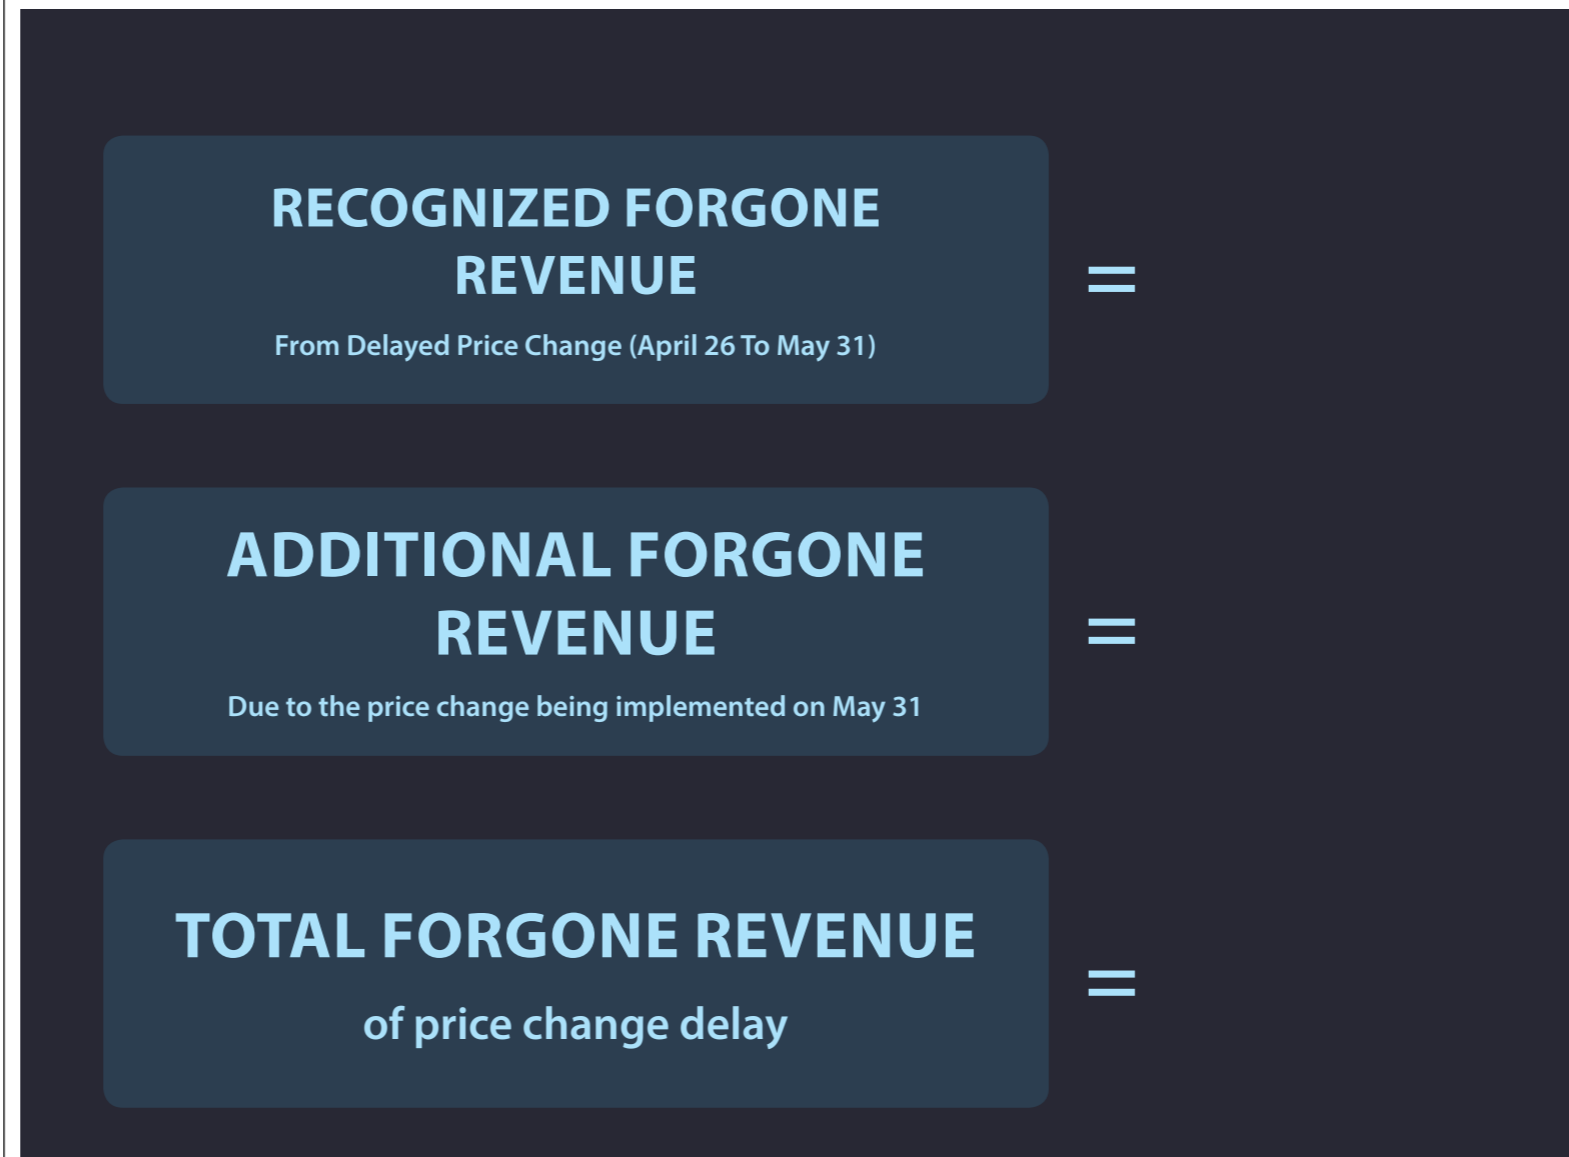 RECOGNIZED FORGONE
REVENUE
From Delayed Price Change (April 26 To May 31)
=
ADDITIONAL FORGONE
REVENUE
Due to the price change being implemented on May 31
=
TOTAL FORGONE REVENUE
of price change delay
=